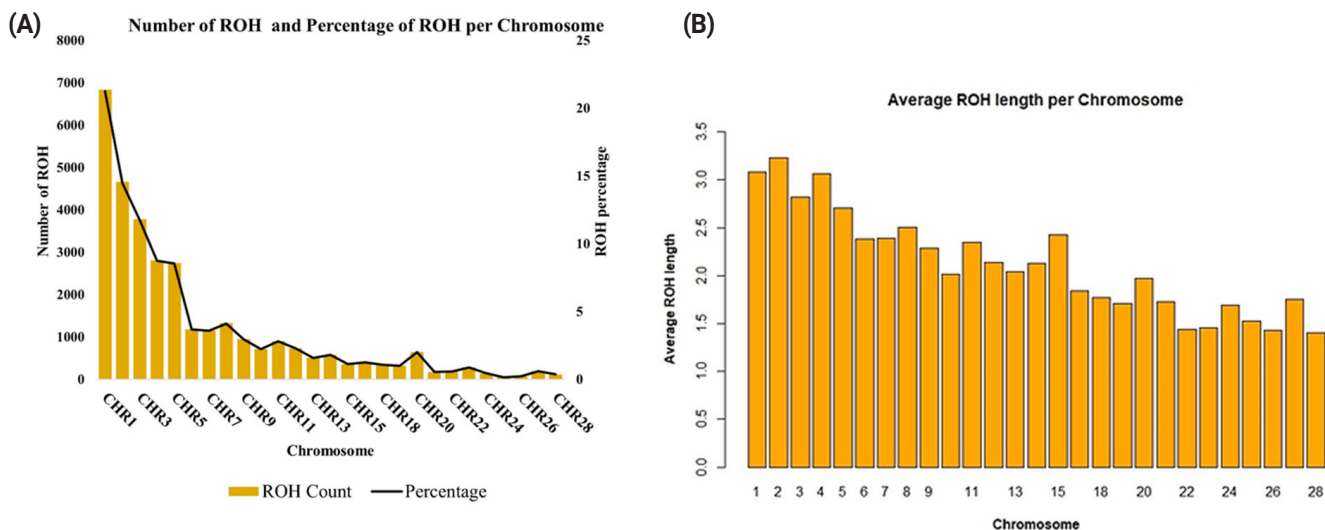 (A)
Number of ROH and Percentage of ROH per Chromosome
8000
7000
6000
5000
4000
3000
2000
1000
0
Number of ROH
25
20
15
10
5
0
ROH percentage
CHR1
CHR3
CHR5
CHR7
CHR9
CHR11
CHR13
CHR15
CHR18
CHR20
CHR22
CHR24
CHR26
CHR28
Chromosome
ROH Count
Percentage
(B)
Average ROH length per Chromosome
3.5
3.0
2.5
2.0
1.5
1.0
0.5
0.0
Average ROH length
1 2 3 4 5 6 7 8 9 11 13 15 18 20 22 24 26 28
Chromosome